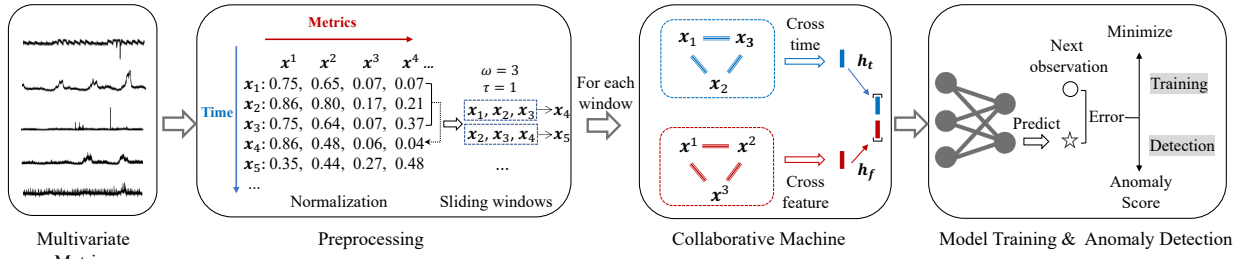 Metrics
x¹ x² x³ x⁴ ...
Time
x₁: 0.75, 0.65, 0.07, 0.07
x₂: 0.86, 0.80, 0.17, 0.21
x₃: 0.75, 0.64, 0.07, 0.37
x₄: 0.86, 0.48, 0.06, 0.04
x₅: 0.35, 0.44, 0.27, 0.48
...
Normalization
ω = 3
τ = 1
x₁, x₂, x₃ x₄
x₂, x₃, x₄ x₅
...
Sliding windows
For each
window
x₁ x₃
x₂
Cross
time
hₜ
x¹ x²
x³
Cross
feature
h_f
Next
observation
Predict
Error
Minimize
Training
Detection
Anomaly
Score
Multivariate
Preprocessing
Collaborative Machine
Model Training & Anomaly Detection